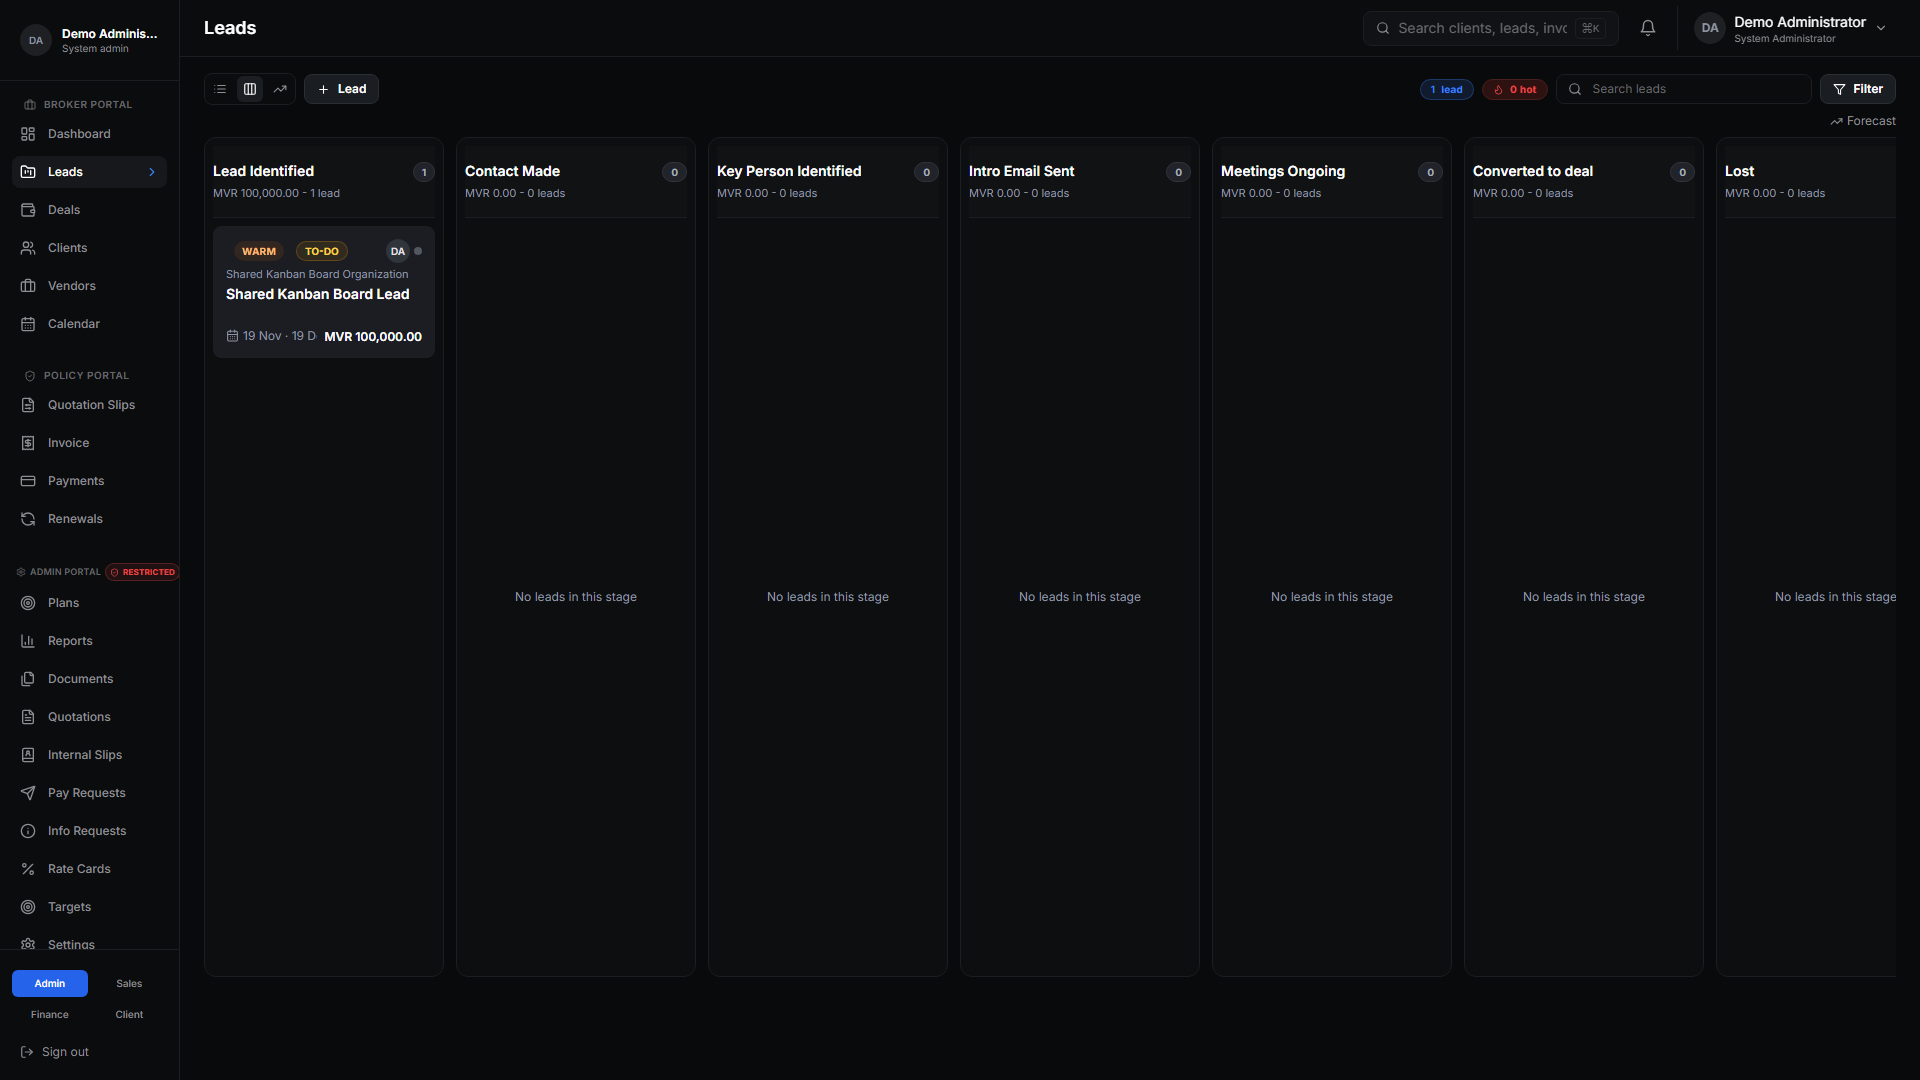 DA
Demo Adminis...
System admin
BROKER PORTAL
Dashboard
Leads
Deals
Clients
Vendors
Calendar
POLICY PORTAL
Quotation Slips
Invoice
Payments
Renewals
ADMIN PORTAL RESTRICTED
Plans
Reports
Documents
Quotations
Internal Slips
Pay Requests
Info Requests
Rate Cards
Targets
Settings
Admin Sales
Finance Client
Sign out
Leads
Search clients, leads, invo ⌘K
DA
Demo Administrator
System Administrator
+ Lead
1 lead
0 hot
Search leads
Filter
Forecast
Lead Identified 1
MVR 100,000.00 - 1 lead
WARM TO-DO DA
Shared Kanban Board Organization
Shared Kanban Board Lead
19 Nov · 19 D MVR 100,000.00
Contact Made 0
MVR 0.00 - 0 leads
No leads in this stage
Key Person Identified 0
MVR 0.00 - 0 leads
No leads in this stage
Intro Email Sent 0
MVR 0.00 - 0 leads
No leads in this stage
Meetings Ongoing 0
MVR 0.00 - 0 leads
No leads in this stage
Converted to deal 0
MVR 0.00 - 0 leads
No leads in this stage
Lost
MVR 0.00 - 0 leads
No leads in this stage